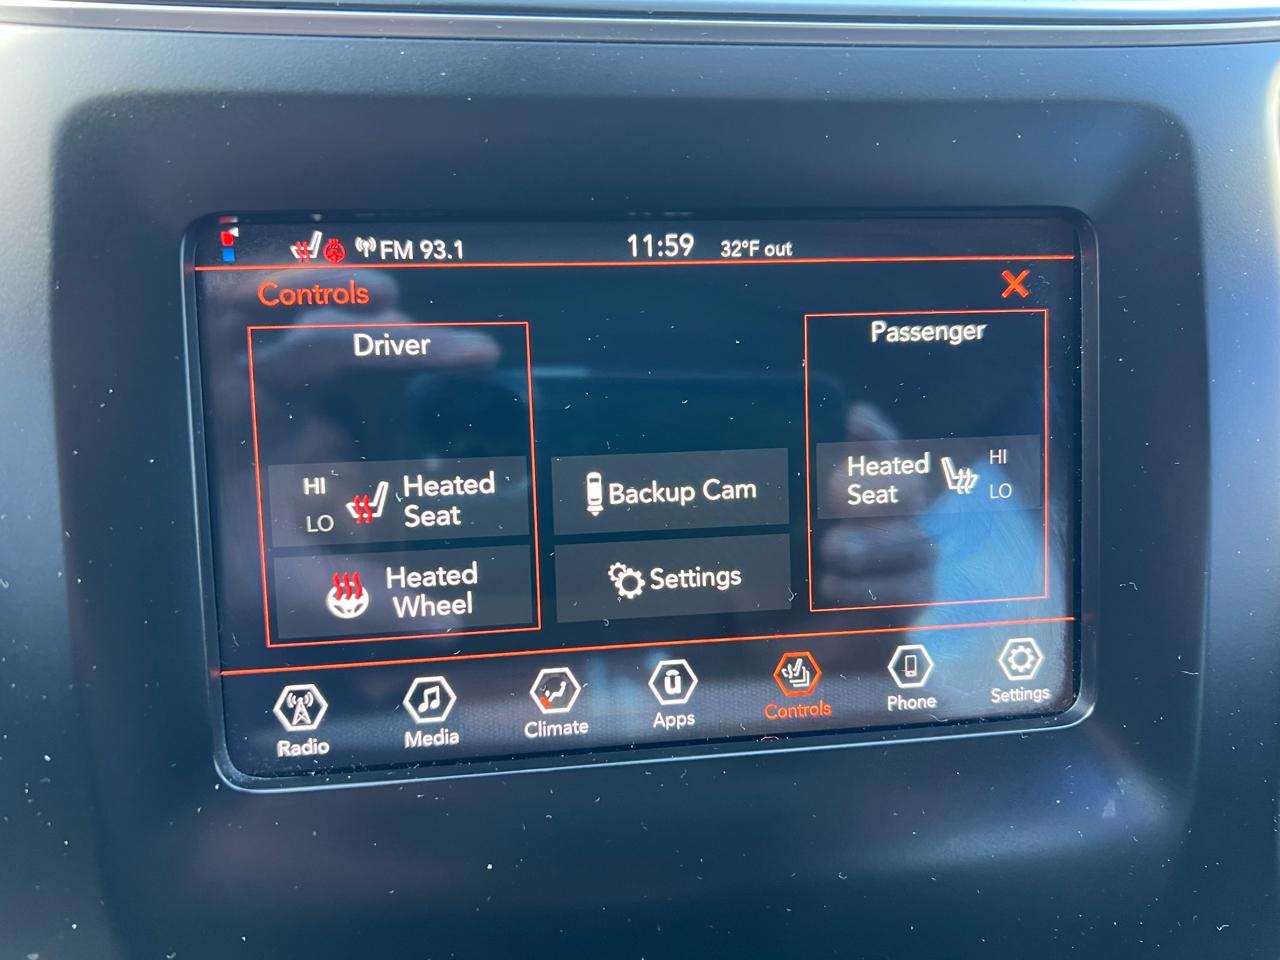 FM 93.1 11:59 32°F out
Controls
Driver
HI
LO
Heated
Seat
Heated
Wheel
Backup Cam
Settings
Passenger
Heated
Seat
HI
LO
Radio
Media
Climate
Apps
Controls
Phone
Settings